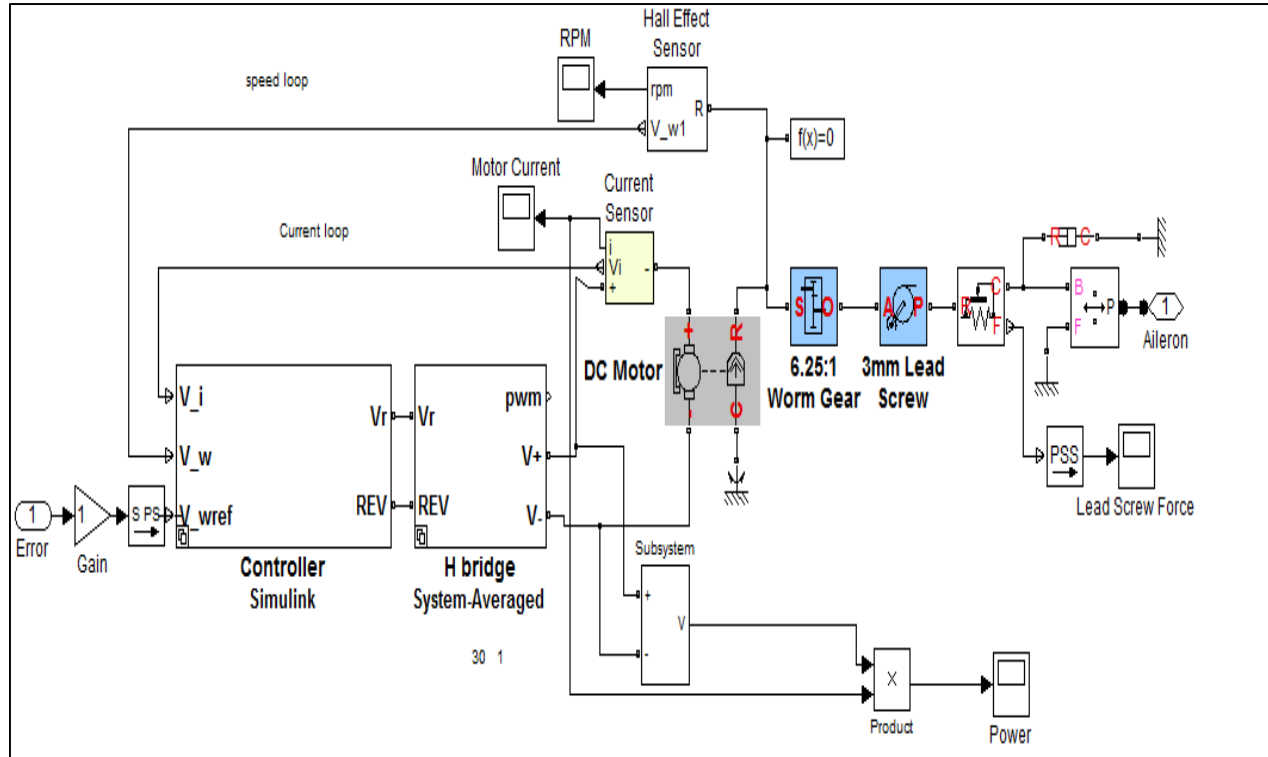 Hall Effect
Sensor
RPM
rpm
R
V_w1
speed loop
f(x)=0
Motor Current
Current
Sensor
Current loop
i
Vi
-
+
R C
S O
A P
R C
F
B
P
F
1
Aileron
DC Motor
+ R
- C
6.25:1
Worm Gear
3mm Lead
Screw
V_i
V_w
V_wref
Vr
REV
Vr
REV
pwm
V+
V-
PSS
Lead Screw Force
1
Error
1
Gain
S PS
Controller
Simulink
H bridge
System-Averaged
30 1
Subsystem
+
V
-
X
Product
Power